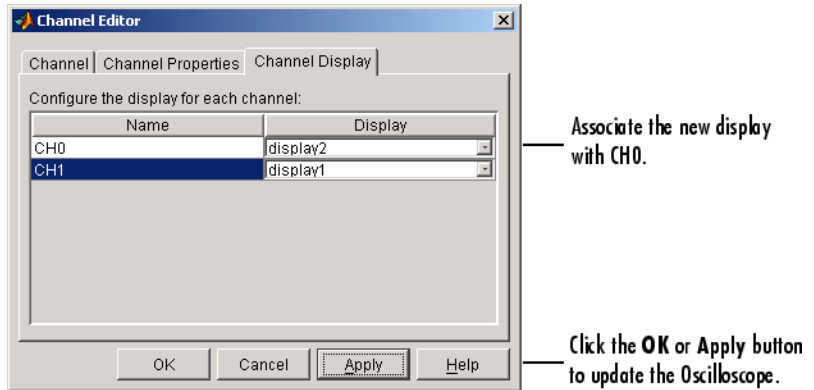 Channel Editor
Channel Channel Properties Channel Display
Configure the display for each channel:
Name Display
CH0 display2
CH1 display1
Associate the new display
with CH0.
OK Cancel Apply Help
Click the OK or Apply button
to update the Oscilloscope.